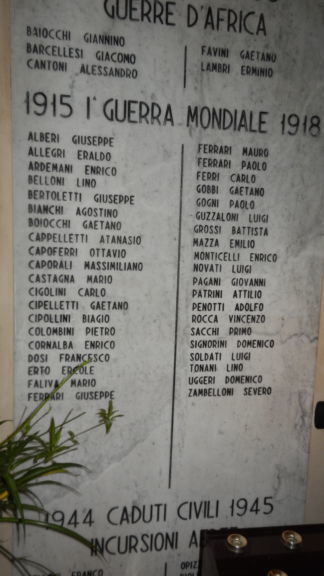 GUERRE D'AFRICA
BAIOCCHI GIANNINO
BARCELLESI GIACOMO
CANTONI ALESSANDRO
FAVINI GAETANO
LAMBRI ERMINIO
1915 Iª GUERRA MONDIALE 1918
ALBERI GIUSEPPE
ALLEGRI ERALDO
ARDEMANI ENRICO
BELLONI LINO
BERTOLETTI GIUSEPPE
BIANCHI AGOSTINO
BOIOCCHI GAETANO
CAPPELLETTI ATANASIO
CAPOFERRI OTTAVIO
CAPORALI MASSIMILIANO
CASTAGNA MARIO
CIGOLINI CARLO
CIPELLETTI GAETANO
CIPOLLINI BIAGIO
COLOMBINI PIETRO
CORNALBA ENRICO
DOSI FRANCESCO
ERTO ERCOLE
FALIVA MARIO
FERRARI GIUSEPPE
FERRARI MAURO
FERRARI PAOLO
FERRI CARLO
GOBBI GAETANO
GOGNI PAOLO
GUZZALONI LUIGI
GROSSI BATTISTA
MAZZA EMILIO
MONTICELLI ENRICO
NOVATI LUIGI
PAGANI GIOVANNI
PATRINI ATTILIO
PENOTTI ADOLFO
ROCCA VINCENZO
SACCHI PRIMO
SIGNORINI DOMENICO
SOLDATI LUIGI
TONANI LINO
UGGERI DOMENICO
ZAMBELLONI SEVERO
1944 CADUTI CIVILI 1945
INCURSIONI
FRANCO